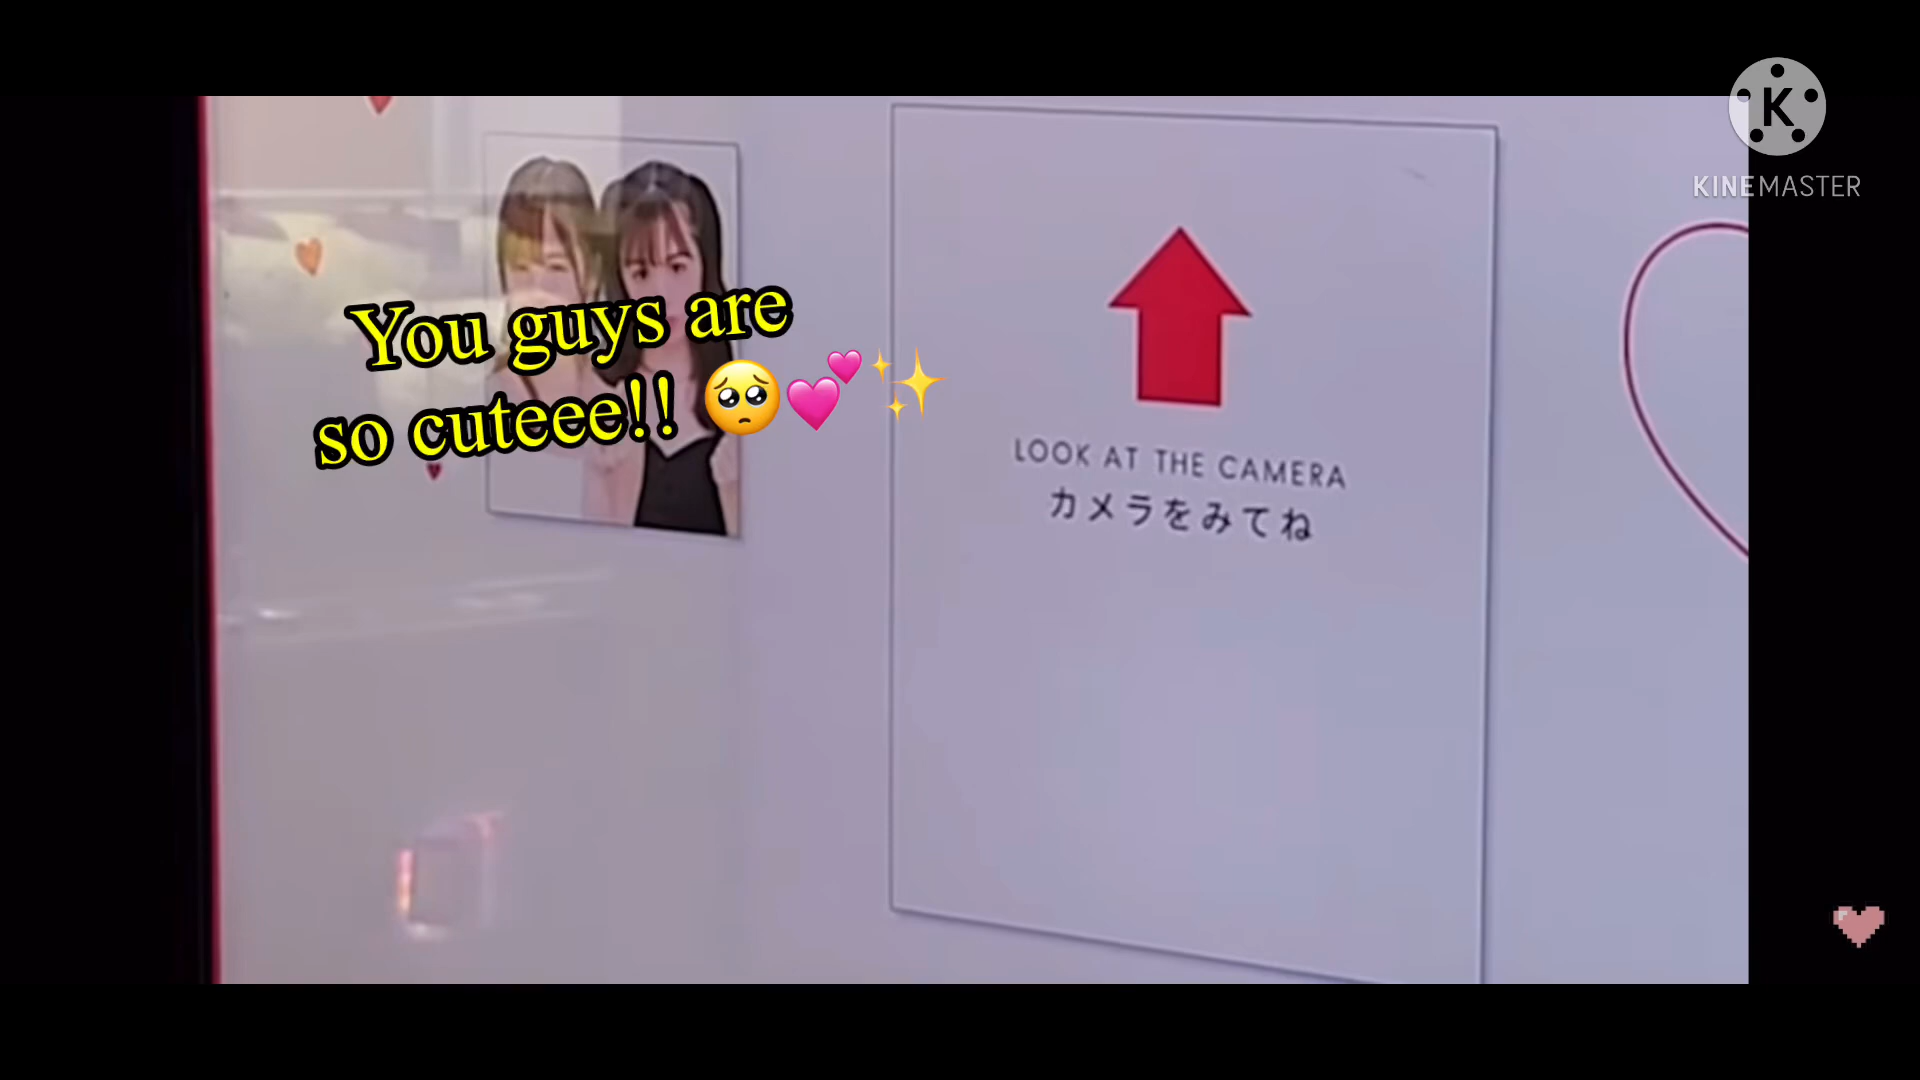 K
KINEMASTER
You guys are
so cuteee!! 🥺💕✨
LOOK AT THE CAMERA
カメラをみてね